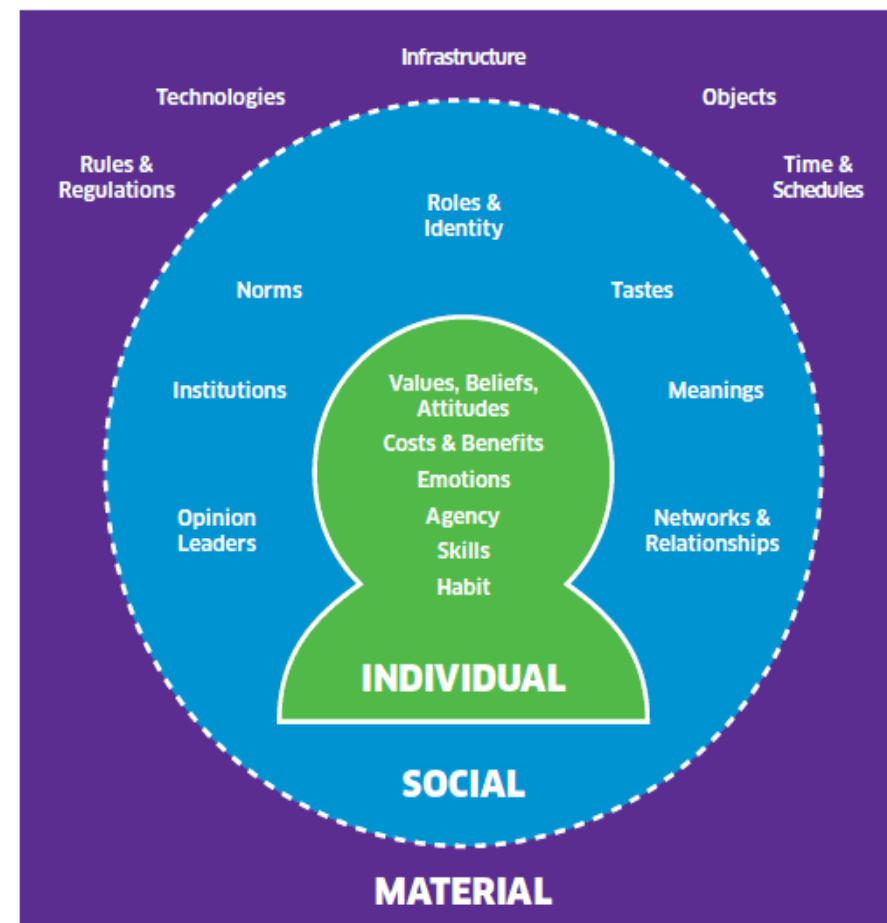 Infrastructure
Technologies
Objects
Rules &
Regulations
Time &
Schedules
Roles &
Identity
Norms
Tastes
Institutions
Values, Beliefs,
Attitudes
Meanings
Costs & Benefits
Emotions
Agency
Opinion
Leaders
Networks &
Relationships
Skills
Habit
INDIVIDUAL
SOCIAL
MATERIAL